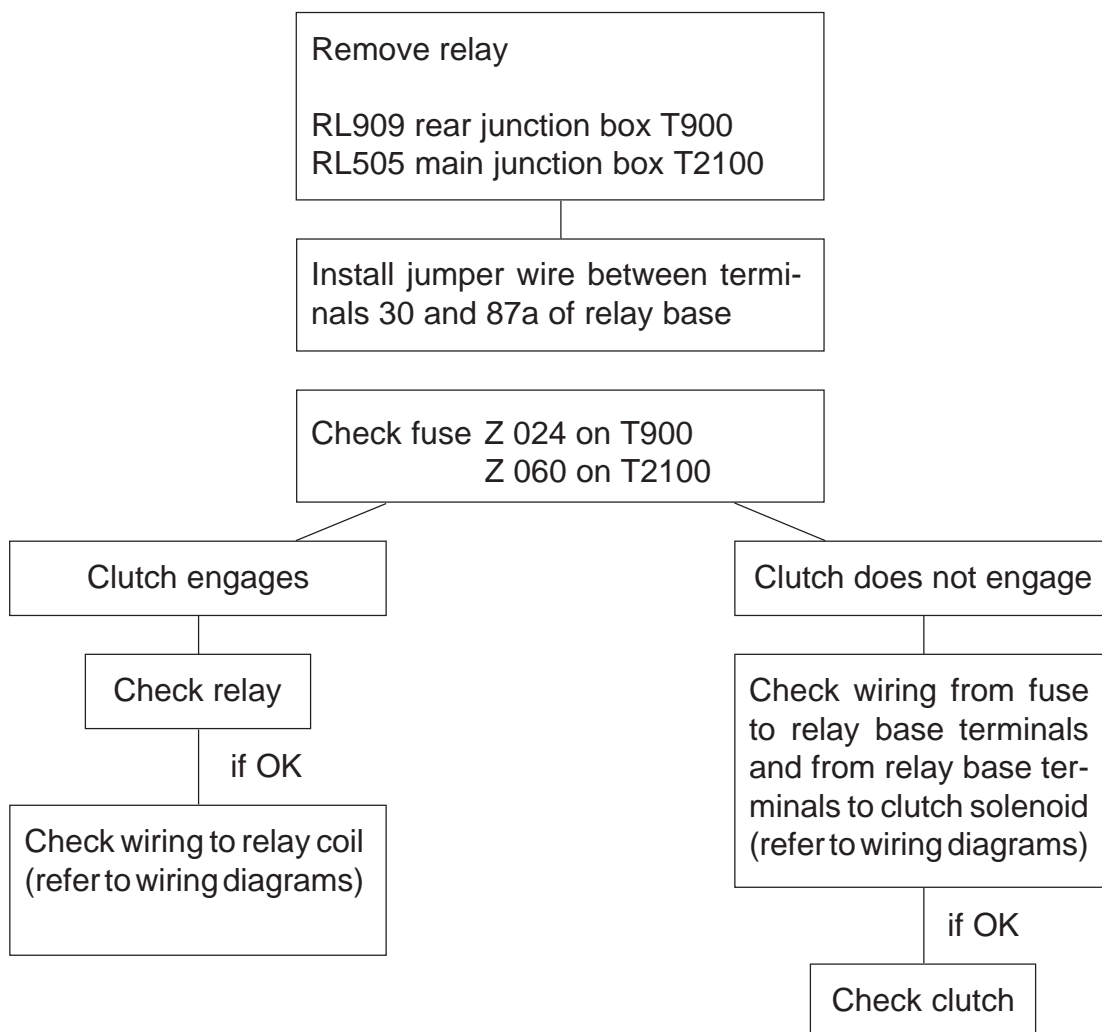 Remove relay
RL909 rear junction box T900
RL505 main junction box T2100
Install jumper wire between termi-
nals 30 and 87a of relay base
Check fuse Z 024 on T900
Z 060 on T2100
Clutch engages
Check relay
if OK
Check wiring to relay coil
(refer to wiring diagrams)
Clutch does not engage
Check wiring from fuse
to relay base terminals
and from relay base ter-
minals to clutch solenoid
(refer to wiring diagrams)
if OK
Check clutch